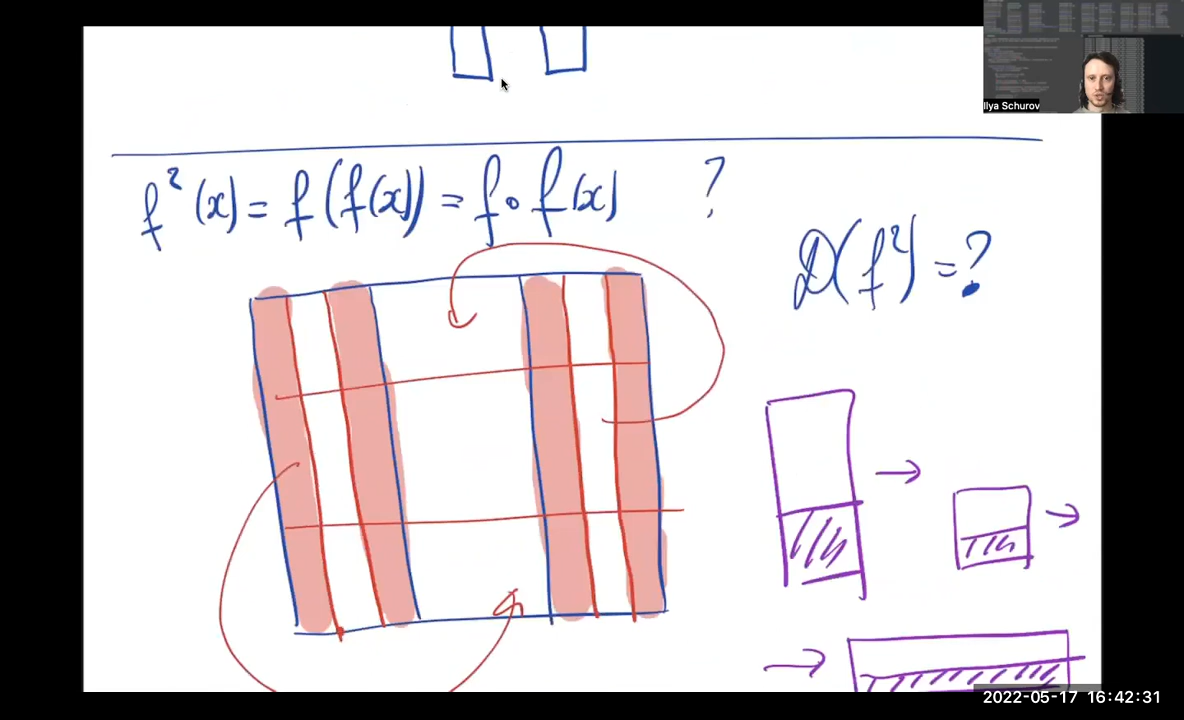 Ilya Schurov
f²(x) = f(f(x)) = f∘f(x) ?
D(f²) = ?
2022-05-17 16:42:31